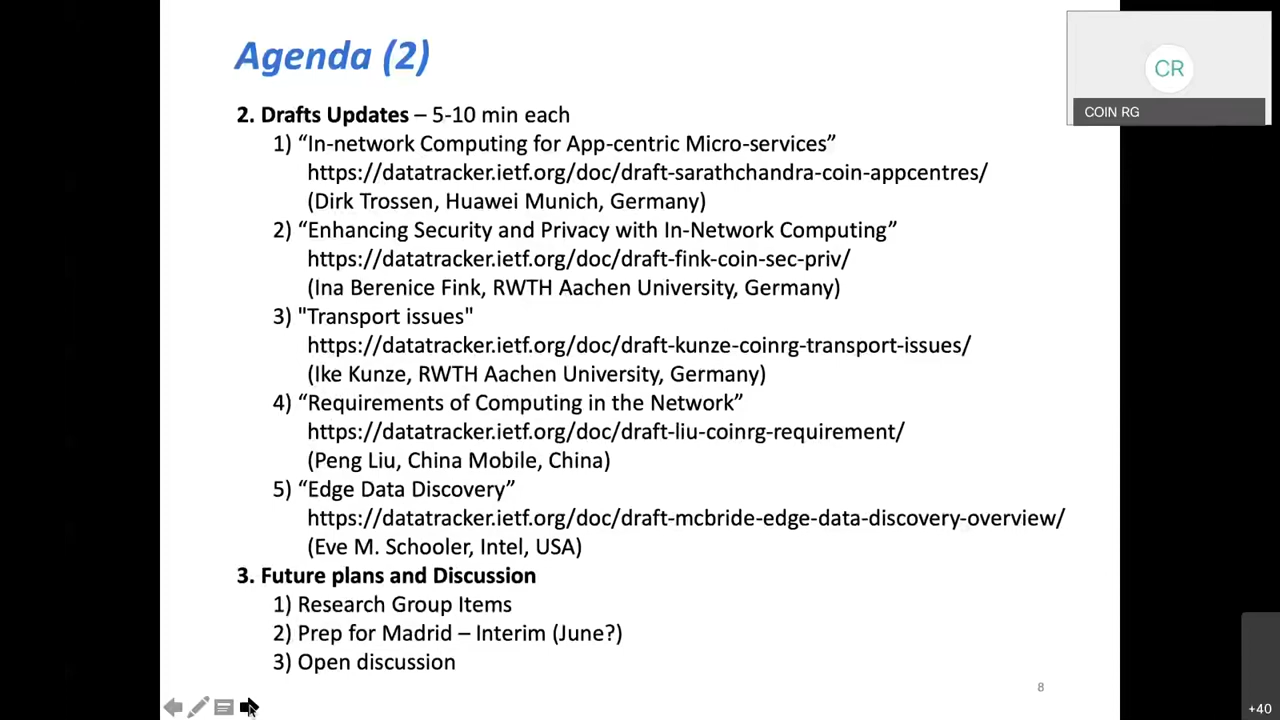 Agenda (2)
2. Drafts Updates – 5-10 min each
1) “In-network Computing for App-centric Micro-services”
https://datatracker.ietf.org/doc/draft-sarathchandra-coin-appcentres/
(Dirk Trossen, Huawei Munich, Germany)
2) “Enhancing Security and Privacy with In-Network Computing”
https://datatracker.ietf.org/doc/draft-fink-coin-sec-priv/
(Ina Berenice Fink, RWTH Aachen University, Germany)
3) "Transport issues"
https://datatracker.ietf.org/doc/draft-kunze-coinrg-transport-issues/
(Ike Kunze, RWTH Aachen University, Germany)
4) “Requirements of Computing in the Network”
https://datatracker.ietf.org/doc/draft-liu-coinrg-requirement/
(Peng Liu, China Mobile, China)
5) “Edge Data Discovery”
https://datatracker.ietf.org/doc/draft-mcbride-edge-data-discovery-overview/
(Eve M. Schooler, Intel, USA)
3. Future plans and Discussion
1) Research Group Items
2) Prep for Madrid – Interim (June?)
3) Open discussion
8
CR
COIN RG
+40